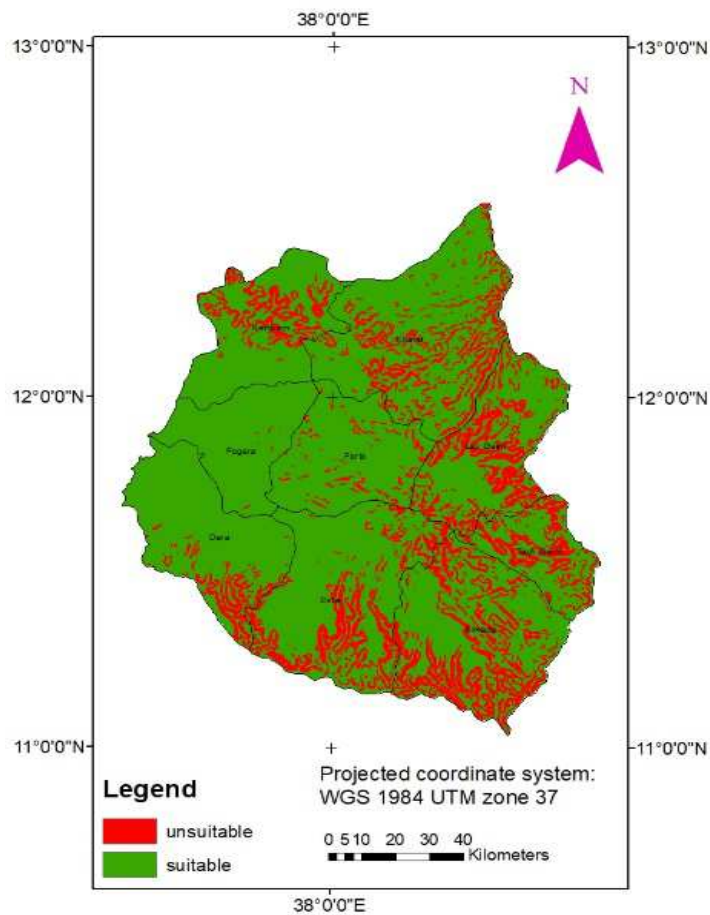 38°0'0"E
13°0'0"N
13°0'0"N
N
12°0'0"N
12°0'0"N
Fogera
Farta
Dera
11°0'0"N
11°0'0"N
Legend
unsuitable
suitable
Projected coordinate system:
WGS 1984 UTM zone 37
0 5 10 20 30 40
Kilometers
38°0'0"E